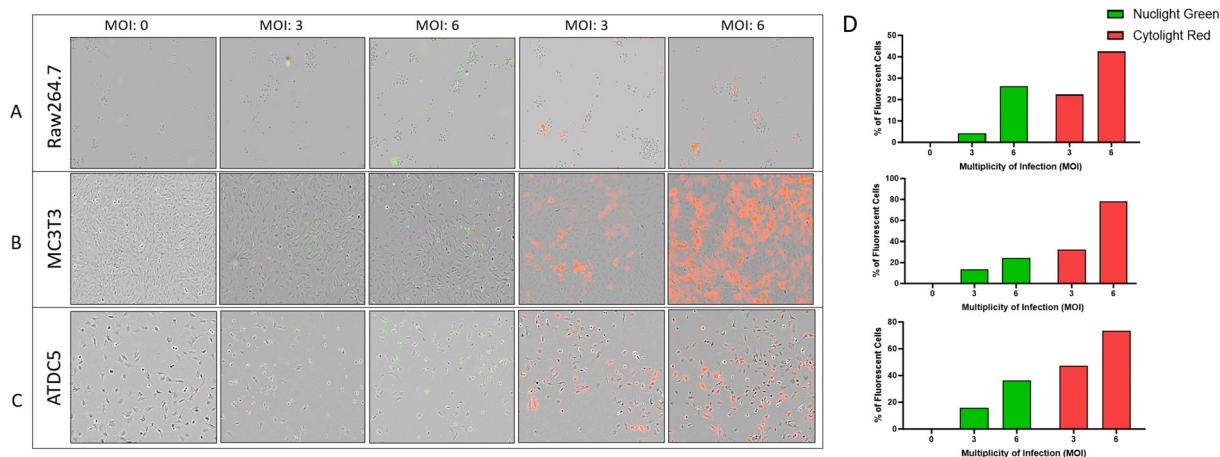 MOI: 0 MOI: 3 MOI: 6 MOI: 3 MOI: 6
A Raw264.7
B MC3T3
C ATDC5
D
Nuclight Green
Cytolight Red
% of Fluorescent Cells
50
40
30
20
10
0
0 3 6 3 6
Multiplicity of Infection (MOI)
% of Fluorescent Cells
100
80
60
40
20
0
0 3 6 3 6
Multiplicity of Infection (MOI)
% of Fluorescent Cells
80
60
40
20
0
0 3 6 3 6
Multiplicity of Infection (MOI)